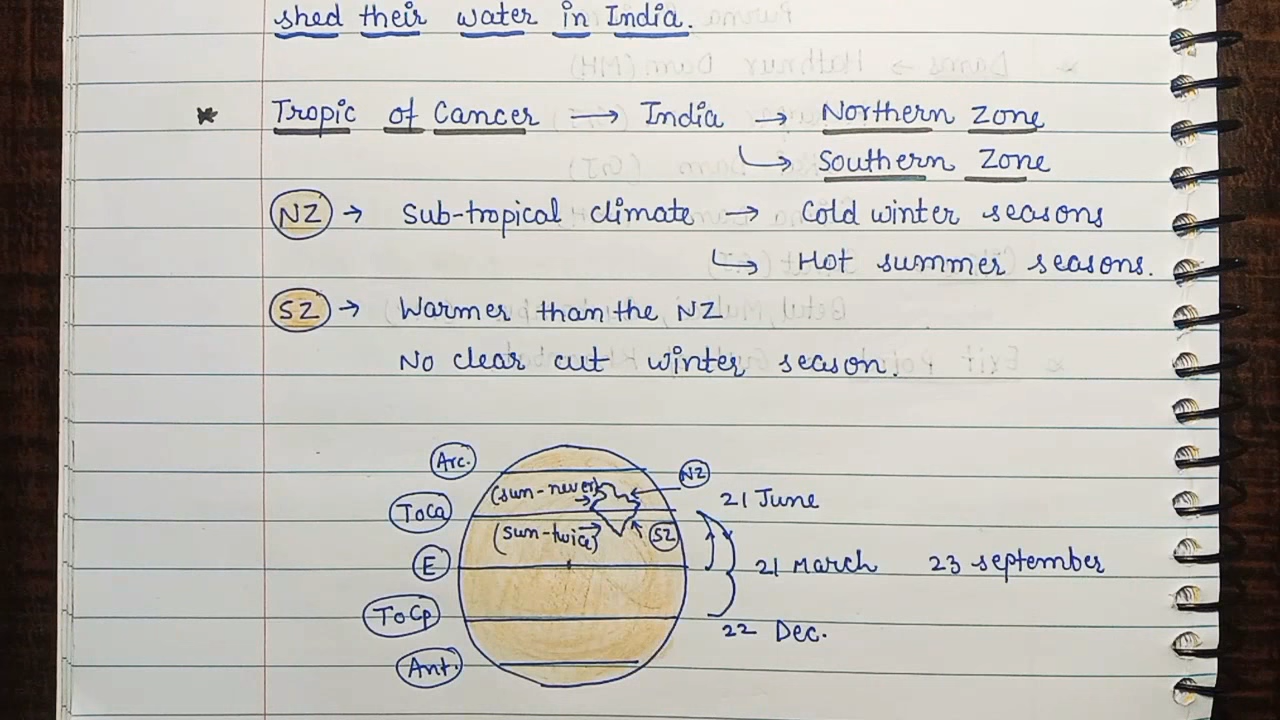 shed their water in India.
* Tropic of Cancer → India → Northern Zone
↳ Southern Zone
NZ → Sub-tropical climate → Cold winter seasons
↳ Hot summer seasons.
SZ → Warmer than the NZ
No clear cut winter season.
Arc.
(sun-never) NZ
ToCa 21 June
(sun-twice) SZ
E 21 March 23 september
ToCp
22 Dec.
Ant.